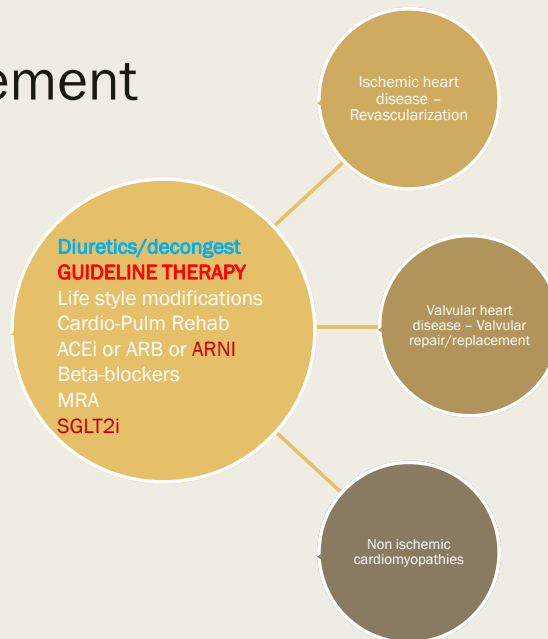 ement
Ischemic heart
disease –
Revascularization
Diuretics/decongest
GUIDELINE THERAPY
Life style modifications
Cardio-Pulm Rehab
ACEi or ARB or ARNI
Beta-blockers
MRA
SGLT2i
Valvular heart
disease – Valvular
repair/replacement
Non ischemic
cardiomyopathies